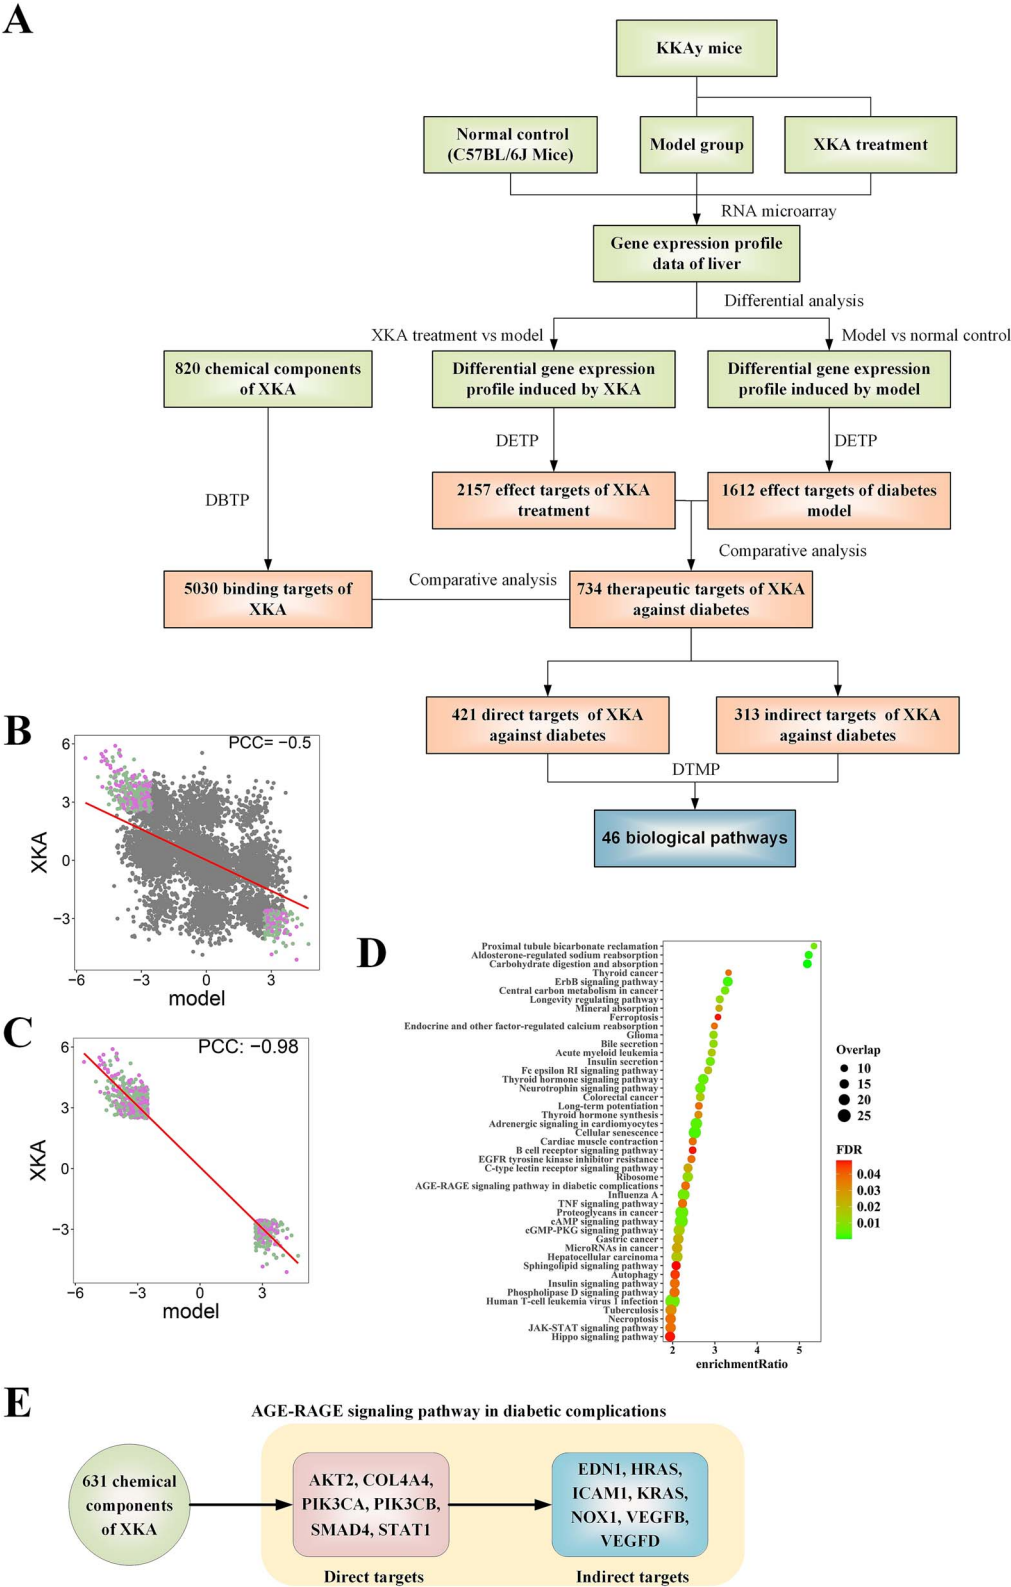 A
KKAy mice
Normal control
(C57BL/6J Mice)
Model group
XKA treatment
RNA microarray
Gene expression profile
data of liver
Differential analysis
XKA treatment vs model
Model vs normal control
820 chemical components
of XKA
Differential gene expression
profile induced by XKA
Differential gene expression
profile induced by model
DETP
DETP
DBTP
2157 effect targets of XKA
treatment
1612 effect targets of diabetes
model
Comparative analysis
Comparative analysis
5030 binding targets of
XKA
734 therapeutic targets of XKA
against diabetes
421 direct targets of XKA
against diabetes
313 indirect targets of XKA
against diabetes
DTMP
46 biological pathways
B
PCC= −0.5
6
3
0
−3
XKA
−6
−3
0
3
model
C
PCC: −0.98
6
3
0
−3
XKA
−6
−3
0
3
model
D
Proximal tubule bicarbonate reclamation
Aldosterone-regulated sodium reabsorption
Carbohydrate digestion and absorption
Thyroid cancer
ErbB signaling pathway
Central carbon metabolism in cancer
Longevity regulating pathway
Mineral absorption
Ferroptosis
Endocrine and other factor-regulated calcium reabsorption
Glioma
Bile secretion
Acute myeloid leukemia
Insulin secretion
Fc epsilon RI signaling pathway
Thyroid hormone signaling pathway
Neurotrophin signaling pathway
Colorectal cancer
Long-term potentiation
Thyroid hormone synthesis
Adrenergic signaling in cardiomyocytes
Cellular senescence
Cardiac muscle contraction
B cell receptor signaling pathway
EGFR tyrosine kinase inhibitor resistance
C-type lectin receptor signaling pathway
Ribosome
AGE-RAGE signaling pathway in diabetic complications
Influenza A
TNF signaling pathway
Proteoglycans in cancer
cAMP signaling pathway
cGMP-PKG signaling pathway
Gastric cancer
MicroRNAs in cancer
Hepatocellular carcinoma
Sphingolipid signaling pathway
Autophagy
Insulin signaling pathway
Phospholipase D signaling pathway
Human T-cell leukemia virus 1 infection
Tuberculosis
Necroptosis
JAK-STAT signaling pathway
Hippo signaling pathway
2
3
4
5
enrichmentRatio
Overlap
10
15
20
25
FDR
0.04
0.03
0.02
0.01
E
AGE-RAGE signaling pathway in diabetic complications
631 chemical
components
of XKA
AKT2, COL4A4,
PIK3CA, PIK3CB,
SMAD4, STAT1
EDN1, HRAS,
ICAM1, KRAS,
NOX1, VEGFB,
VEGFD
Direct targets
Indirect targets